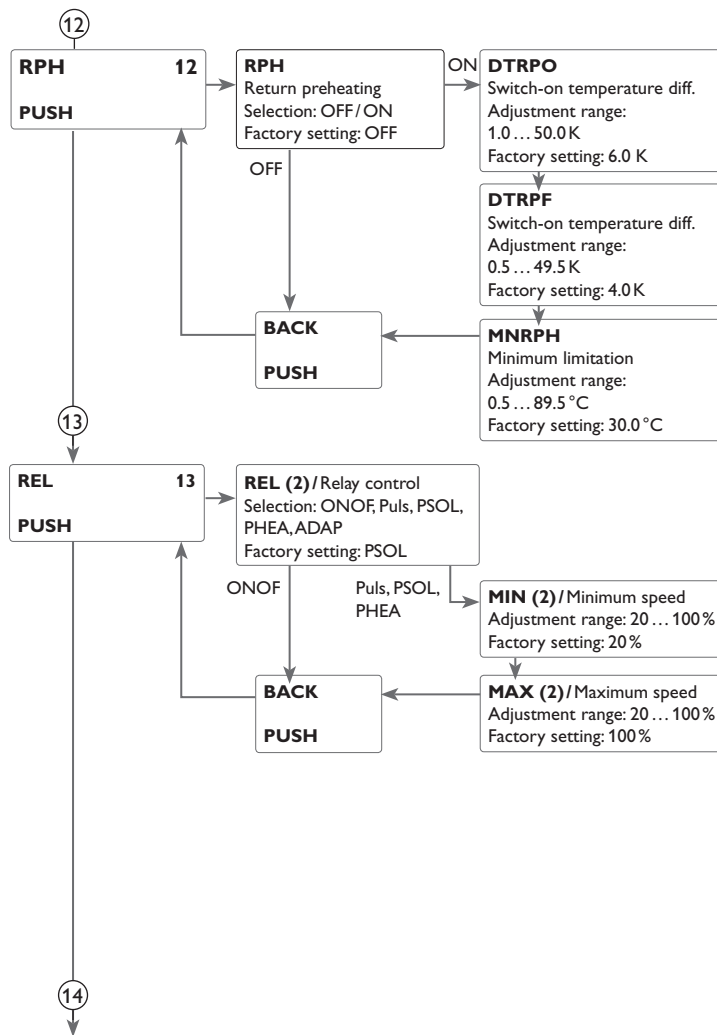 12
RPH 12
PUSH
RPH
Return preheating
Selection: OFF / ON
Factory setting: OFF
ON
OFF
DTRPO
Switch-on temperature diff.
Adjustment range:
1.0 … 50.0 K
Factory setting: 6.0 K
DTRPF
Switch-on temperature diff.
Adjustment range:
0.5 … 49.5 K
Factory setting: 4.0 K
MNRPH
Minimum limitation
Adjustment range:
0.5 … 89.5 °C
Factory setting: 30.0 °C
BACK
PUSH
13
REL 13
PUSH
REL (2) / Relay control
Selection: ONOF, Puls, PSOL,
PHEA, ADAP
Factory setting: PSOL
ONOF
Puls, PSOL,
PHEA
MIN (2) / Minimum speed
Adjustment range: 20 … 100 %
Factory setting: 20 %
MAX (2) / Maximum speed
Adjustment range: 20 … 100 %
Factory setting: 100 %
BACK
PUSH
14